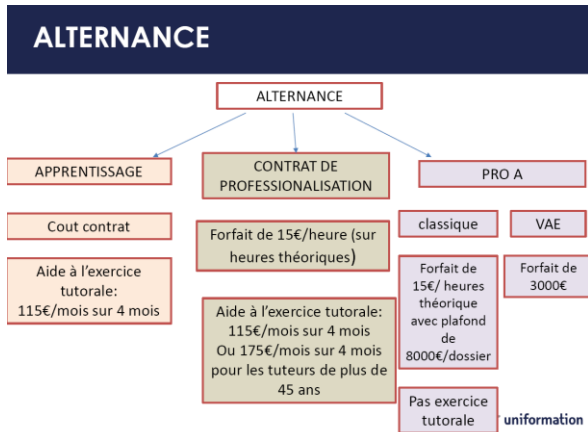 ALTERNANCE
ALTERNANCE
APPRENTISSAGE
CONTRAT DE
PROFESSIONALISATION
PRO A
Cout contrat
Forfait de 15€/heure (sur
heures théoriques)
classique
VAE
Aide à l'exercice
tutorale:
115€/mois sur 4 mois
Aide à l'exercice tutorale:
115€/mois sur 4 mois
Ou 175€/mois sur 4 mois
pour les tuteurs de plus de
45 ans
Forfait de
15€/ heures
théorique
avec plafond
de
8000€/dossier
Forfait de
3000€
Pas exercice
tutorale
uniformation